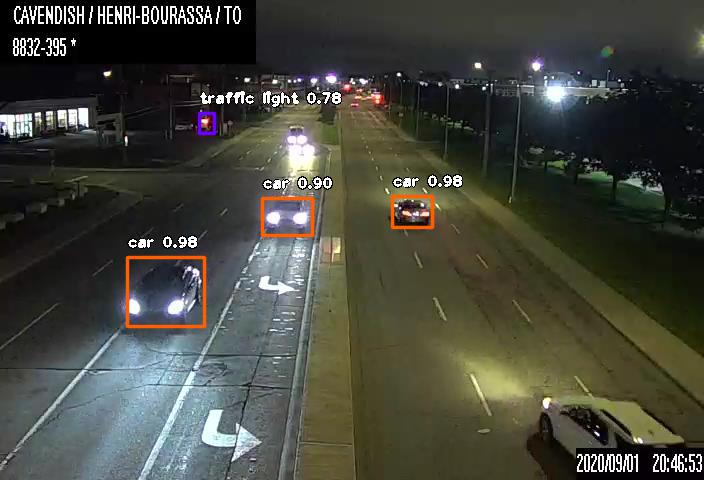 CAVENDISH / HENRI-BOURASSA / TO
8832-395 *
traffic light 0.78
car 0.90
car 0.98
car 0.98
2020/09/01 20:46:53